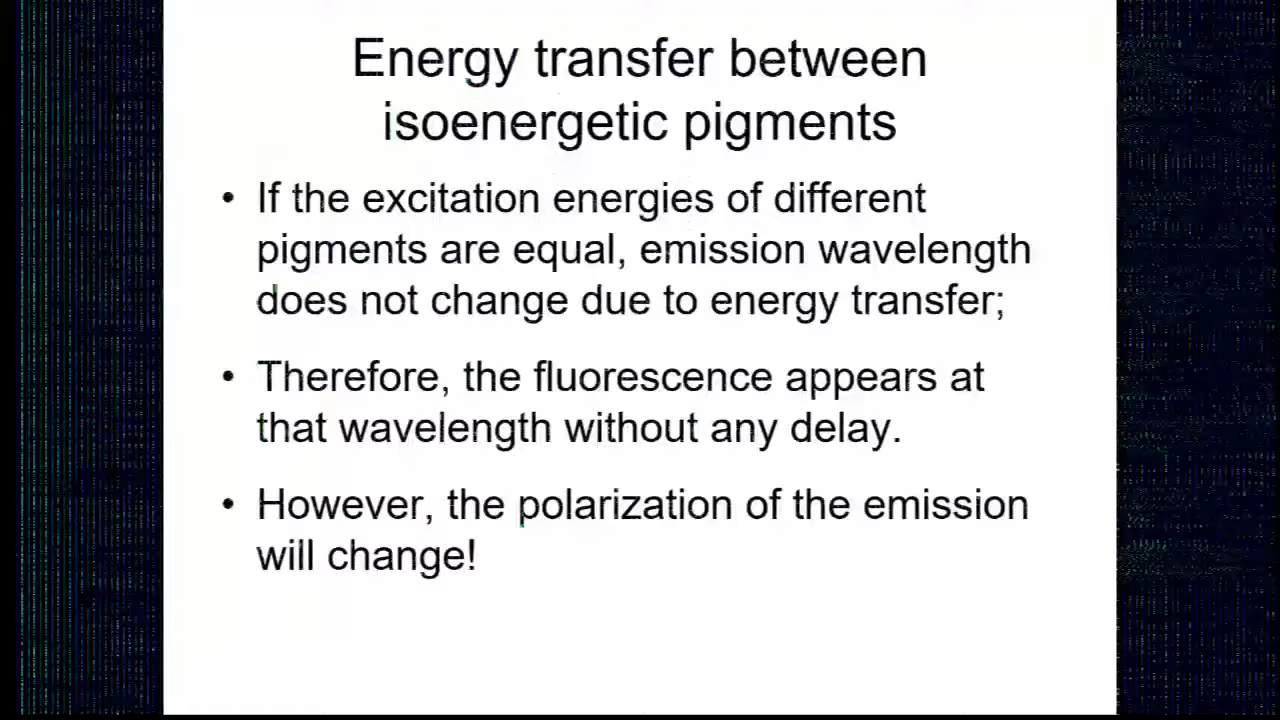 Energy transfer between
isoenergetic pigments
• If the excitation energies of different
pigments are equal, emission wavelength
does not change due to energy transfer;
• Therefore, the fluorescence appears at
that wavelength without any delay.
• However, the polarization of the emission
will change!